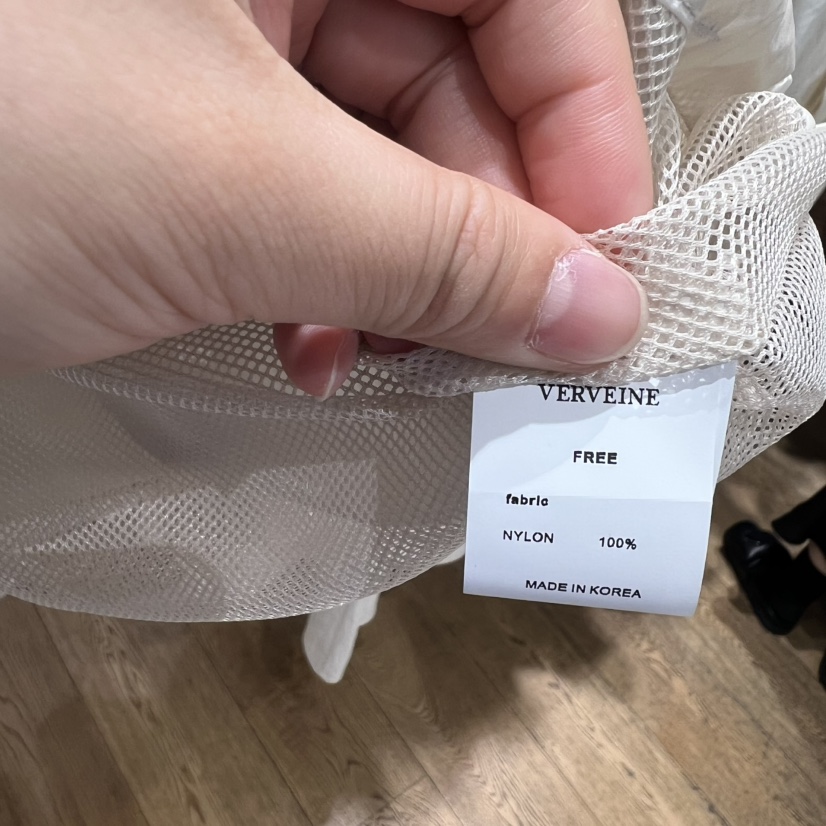 VERVEINE
FREE
fabric
NYLON 100%
MADE IN KOREA